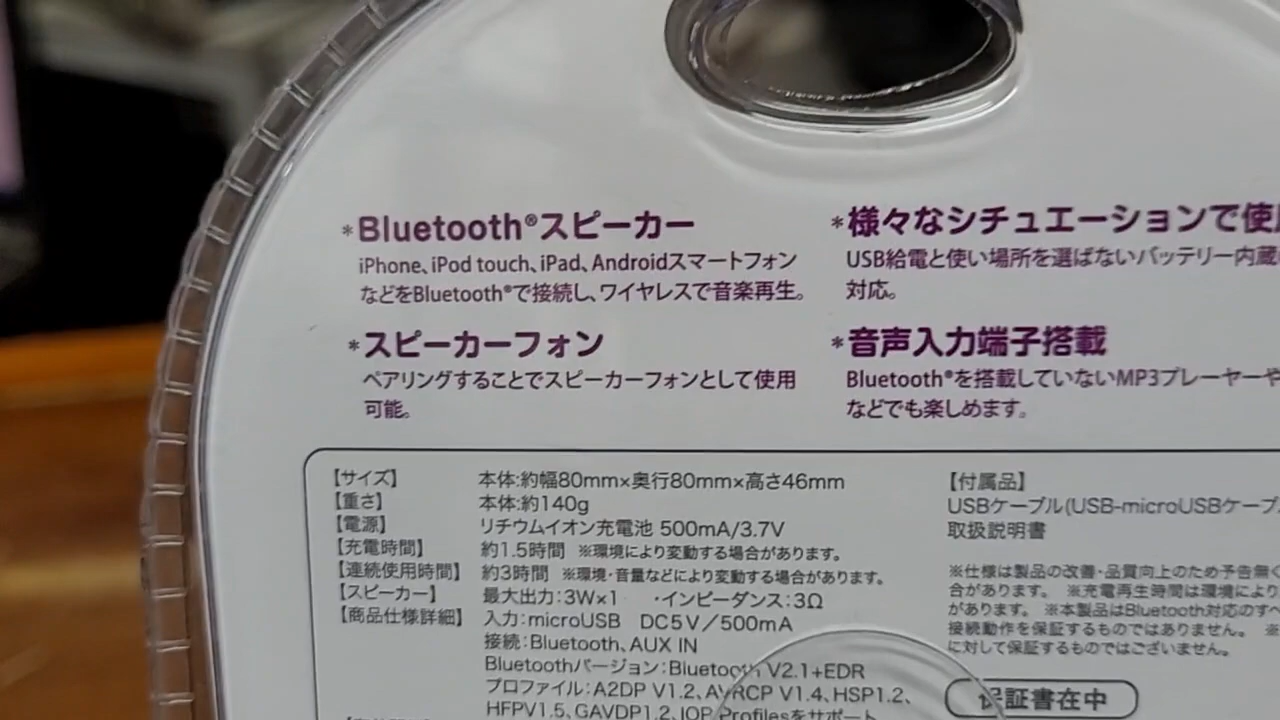 *Bluetooth®スピーカー
iPhone、iPod touch、iPad、Androidスマートフォン
などをBluetooth®で接続し、ワイヤレスで音楽再生。
*スピーカーフォン
ペアリングすることでスピーカーフォンとして使用
可能。
*様々なシチュエーションで使
USB給電と使い場所を選ばないバッテリー内蔵
対応。
*音声入力端子搭載
Bluetooth®を搭載していないMP3プレーヤーや
などでも楽しめます。
【サイズ】 本体:約幅80mm×奥行80mm×高さ46mm
【重さ】 本体:約140g
【電源】 リチウムイオン充電池 500mA/3.7V
【充電時間】 約1.5時間 ※環境により変動する場合があります。
【連続使用時間】 約3時間 ※環境・音量などにより変動する場合があります。
【スピーカー】 最大出力:3W×1 ・インピーダンス:3Ω
【商品仕様詳細】 入力:microUSB DC5V／500mA
接続:Bluetooth、AUX IN
Bluetoothバージョン:Bluetooth V2.1+EDR
プロファイル:A2DP V1.2、AVRCP V1.4、HSP1.2、
HFPV1.5、GAVDP1.2、IOP Profilesをサポート
【付属品】
USBケーブル(USB-microUSBケーブ
取扱説明書
※仕様は製品の改善・品質向上のため予告無く
合があります。 ※充電再生時間は環境により
があります。 ※本製品はBluetooth対応のすべ
接続動作を保証するものではありません。 ※
に対して保証するものではございません。
保証書在中